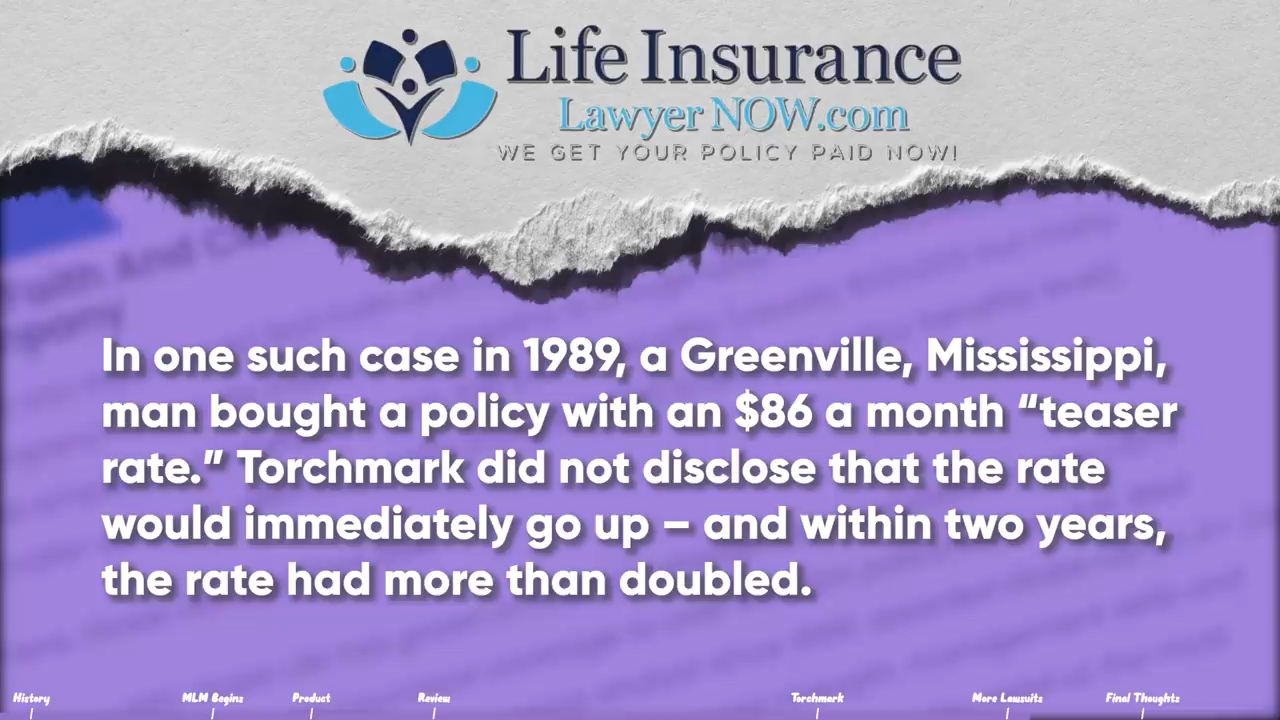 Life Insurance
Lawyer NOW.com
WE GET YOUR POLICY PAID NOW!
In one such case in 1989, a Greenville, Mississippi,
man bought a policy with an $86 a month “teaser
rate.” Torchmark did not disclose that the rate
would immediately go up – and within two years,
the rate had more than doubled.
History MLM Begins Product Review Torchmark More Lawsuits Final Thoughts